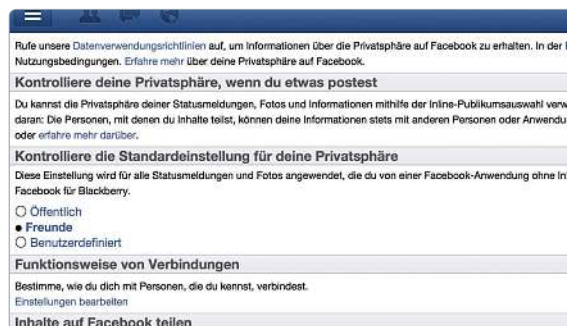 Rufe unsere Datenverwendungsrichtlinien auf, um Informationen über die Privatsphäre auf Facebook zu erhalten. In der
Nutzungsbedingungen. Erfahre mehr über deine Privatsphäre auf Facebook.
Kontrolliere deine Privatsphäre, wenn du etwas postest
Du kannst die Privatsphäre deiner Statusmeldungen, Fotos und Informationen mithilfe der Inline-Publikumsauswahl verw
daran: Die Personen, mit denen du Inhalte teilst, können deine Informationen stets mit anderen Personen oder Anwendu
oder erfahre mehr darüber.
Kontrolliere die Standardeinstellung für deine Privatsphäre
Diese Einstellung wird für alle Statusmeldungen und Fotos angewendet, die du von einer Facebook-Anwendung ohne In
Facebook für Blackberry.
Öffentlich
Freunde
Benutzerdefiniert
Funktionsweise von Verbindungen
Bestimme, wie du dich mit Personen, die du kennst, verbindest.
Einstellungen bearbeiten
Inhalte auf Facebook teilen